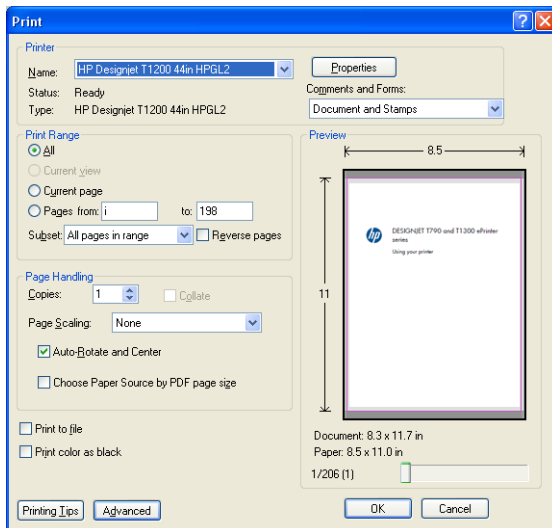 Print
Printer
Name: HP Designjet T1200 44in HPGL2
Properties
Status: Ready
Comments and Forms:
Type: HP Designjet T1200 44in HPGL2
Document and Stamps
Print Range
All
Current view
Current page
Pages from: i to: 198
Subset: All pages in range
Reverse pages
Page Handling
Copies: 1
Collate
Page Scaling: None
Auto-Rotate and Center
Choose Paper Source by PDF page size
Print to file
Print color as black
Preview
8.5
11
hp
DESIGNJET T790 and T1300 ePrinter
series
Using your printer
Document: 8.3 x 11.7 in
Paper: 8.5 x 11.0 in
1/206 (1)
Printing Tips
Advanced
OK
Cancel